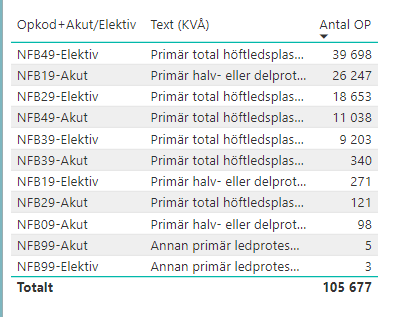 Opkod+Akut/Elektiv Text (KVÅ) Antal OP
NFB49-Elektiv Primär total höftledsplas... 39 698
NFB19-Akut Primär halv- eller delprot... 26 247
NFB29-Elektiv Primär total höftledsplas... 18 653
NFB49-Akut Primär total höftledsplas... 11 038
NFB39-Elektiv Primär total höftledsplas... 9 203
NFB39-Akut Primär total höftledsplas... 340
NFB19-Elektiv Primär halv- eller delprot... 271
NFB29-Akut Primär total höftledsplas... 121
NFB09-Akut Primär halv- eller delprot... 98
NFB99-Akut Annan primär ledprotes... 5
NFB99-Elektiv Annan primär ledprotes... 3
Totalt 105 677